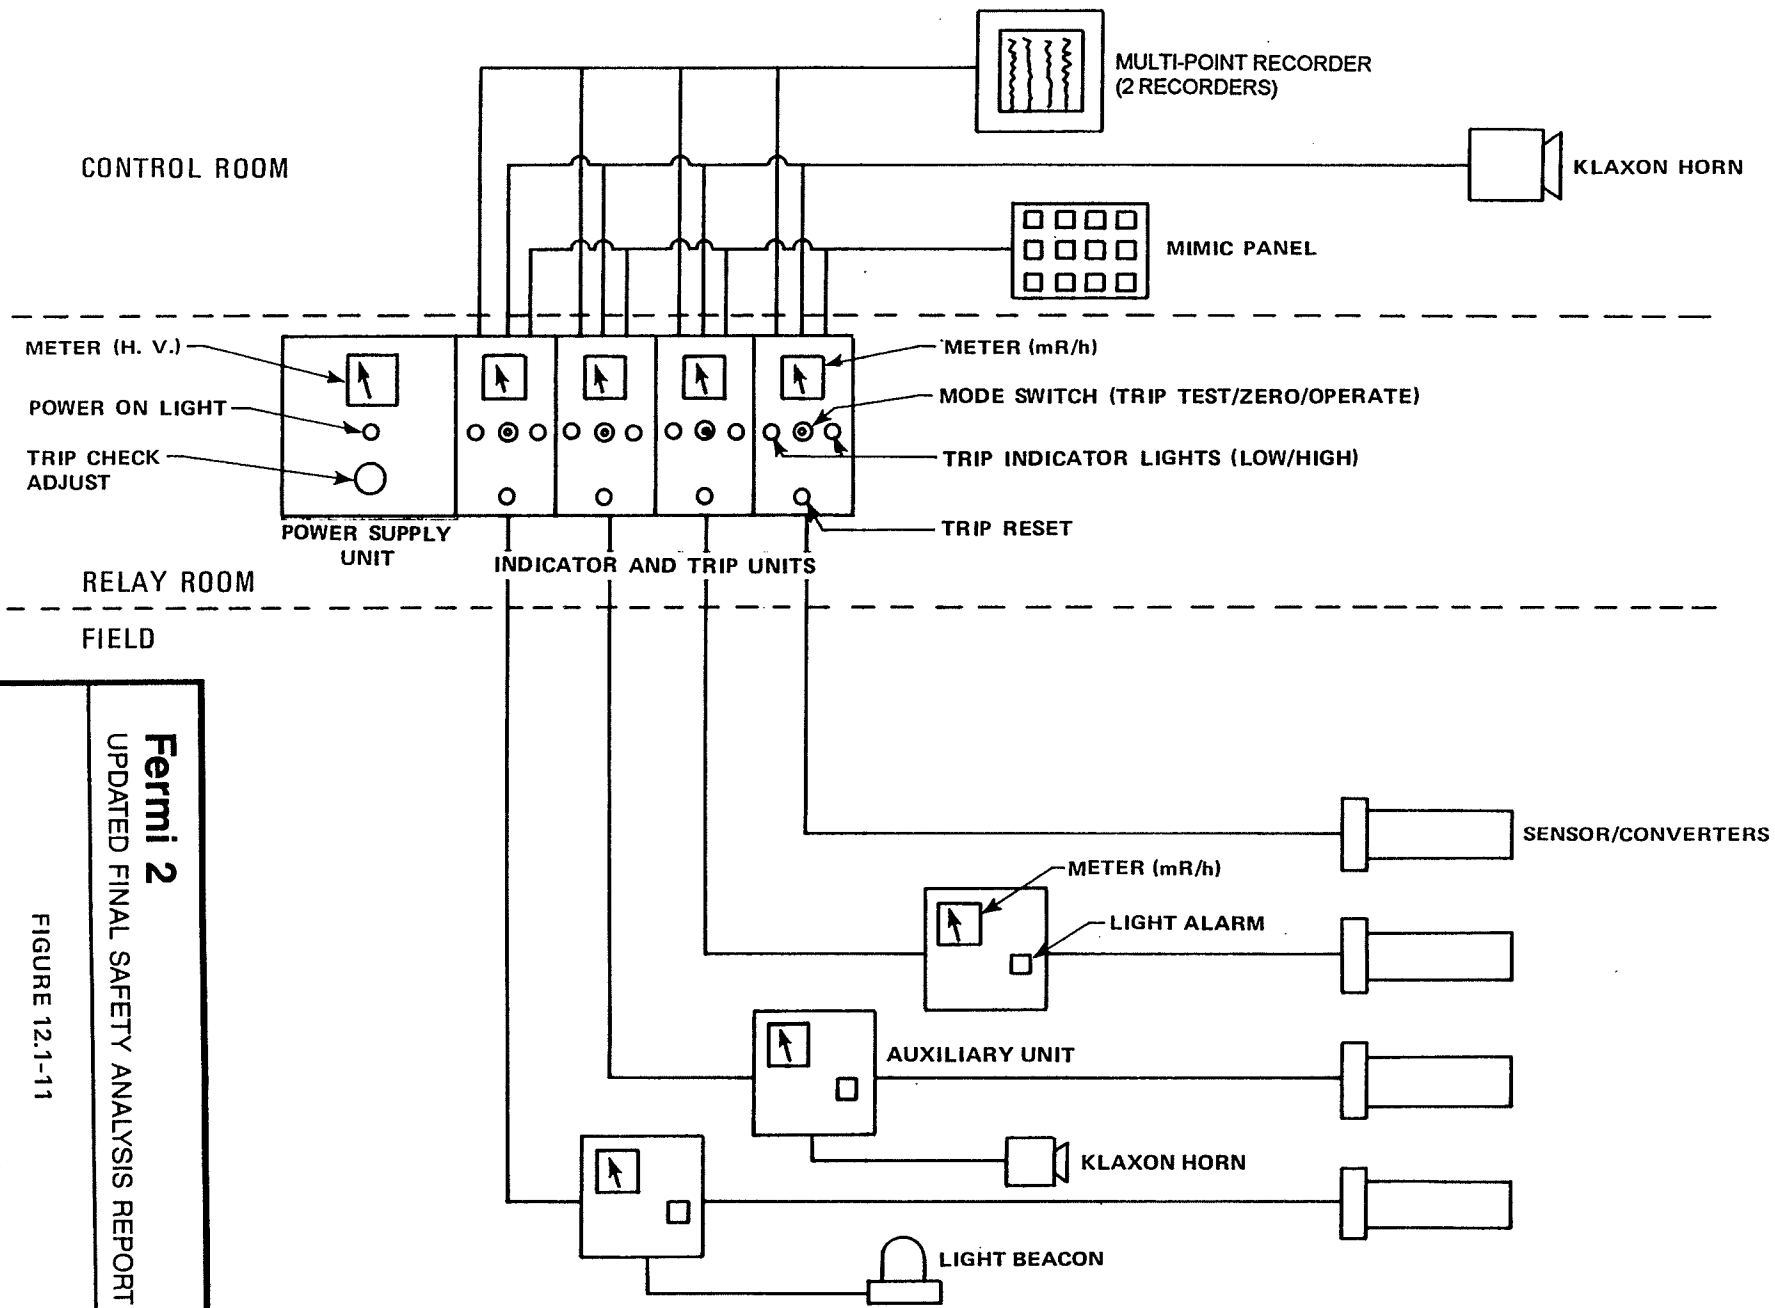 MULTI-POINT RECORDER
(2 RECORDERS)
CONTROL ROOM
KLAXON HORN
MIMIC PANEL
METER (H. V.)
METER (mR/h)
POWER ON LIGHT
MODE SWITCH (TRIP TEST/ZERO/OPERATE)
TRIP CHECK
ADJUST
TRIP INDICATOR LIGHTS (LOW/HIGH)
TRIP RESET
POWER SUPPLY
UNIT
INDICATOR AND TRIP UNITS
RELAY ROOM
FIELD
SENSOR/CONVERTERS
METER (mR/h)
LIGHT ALARM
AUXILIARY UNIT
KLAXON HORN
LIGHT BEACON
Fermi 2
UPDATED FINAL SAFETY ANALYSIS REPORT
FIGURE 12.1-11